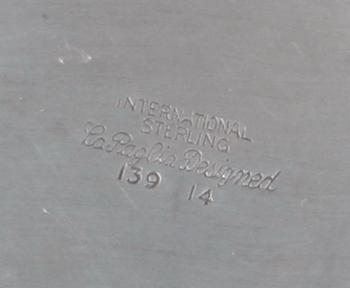 INTERNATIONAL
STERLING
La Paglia Designed
139 14